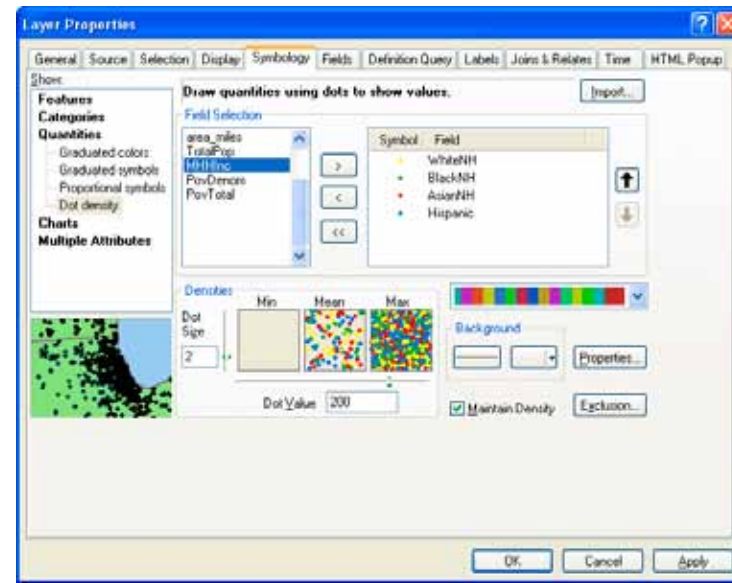 Layer Properties
General Source Selection Display Symbology Fields Definition Query Labels Joins & Relates Time HTML Popup
Show:
Features
Categories
Quantities
Graduated colors
Graduated symbols
Proportional symbols
Dot density
Charts
Multiple Attributes
Draw quantities using dots to show values.
Import...
Field Selection
area_miles
TotalPop
HHHInc
PovDenom
PovTotal
>
<
<<
Symbol Field
WhiteNH
BlackNH
AsianNH
Hispanic
Densities
Min Mean Max
Dot
Size
2
Dot Value 200
Background
Properties...
Maintain Density
Exclusion...
OK Cancel Apply